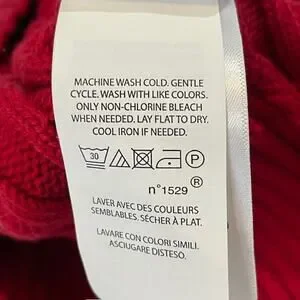 MACHINE WASH COLD. GENTLE
CYCLE. WASH WITH LIKE COLORS.
ONLY NON-CHLORINE BLEACH
WHEN NEEDED. LAY FLAT TO DRY.
COOL IRON IF NEEDED.
30 P
®
n°1529
LAVER AVEC DES COULEURS
SEMBLABLES. SÉCHER À PLAT.
LAVARE CON COLORI SIMILI.
ASCIUGARE DISTESO.